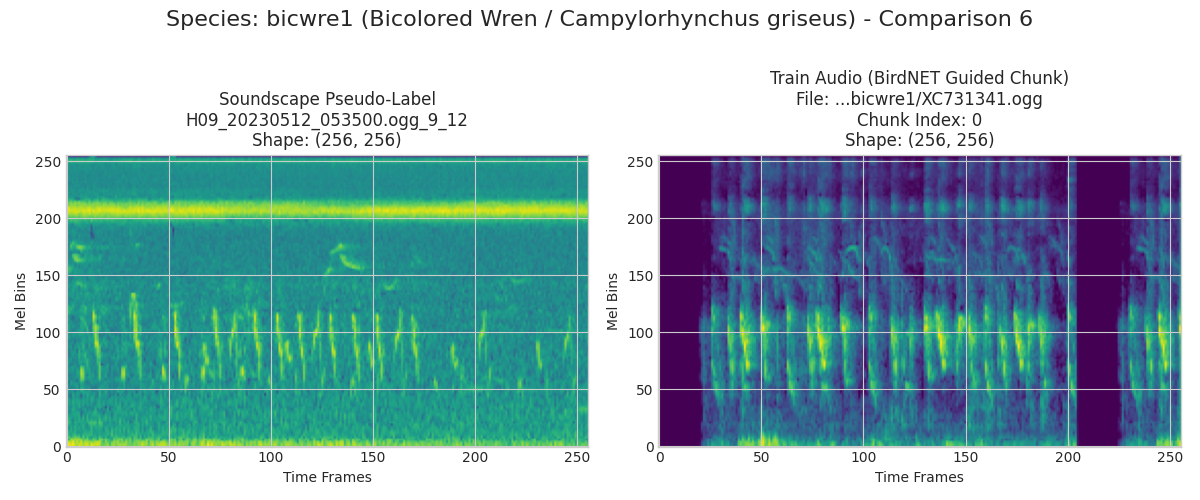 Species: bicwre1 (Bicolored Wren / Campylorhynchus griseus) - Comparison 6
Soundscape Pseudo-Label
H09_20230512_053500.ogg_9_12
Shape: (256, 256)
Train Audio (BirdNET Guided Chunk)
File: ...bicwre1/XC731341.ogg
Chunk Index: 0
Shape: (256, 256)
Mel Bins
250
200
150
100
50
0
0 50 100 150 200 250
Time Frames
Mel Bins
250
200
150
100
50
0
0 50 100 150 200 250
Time Frames